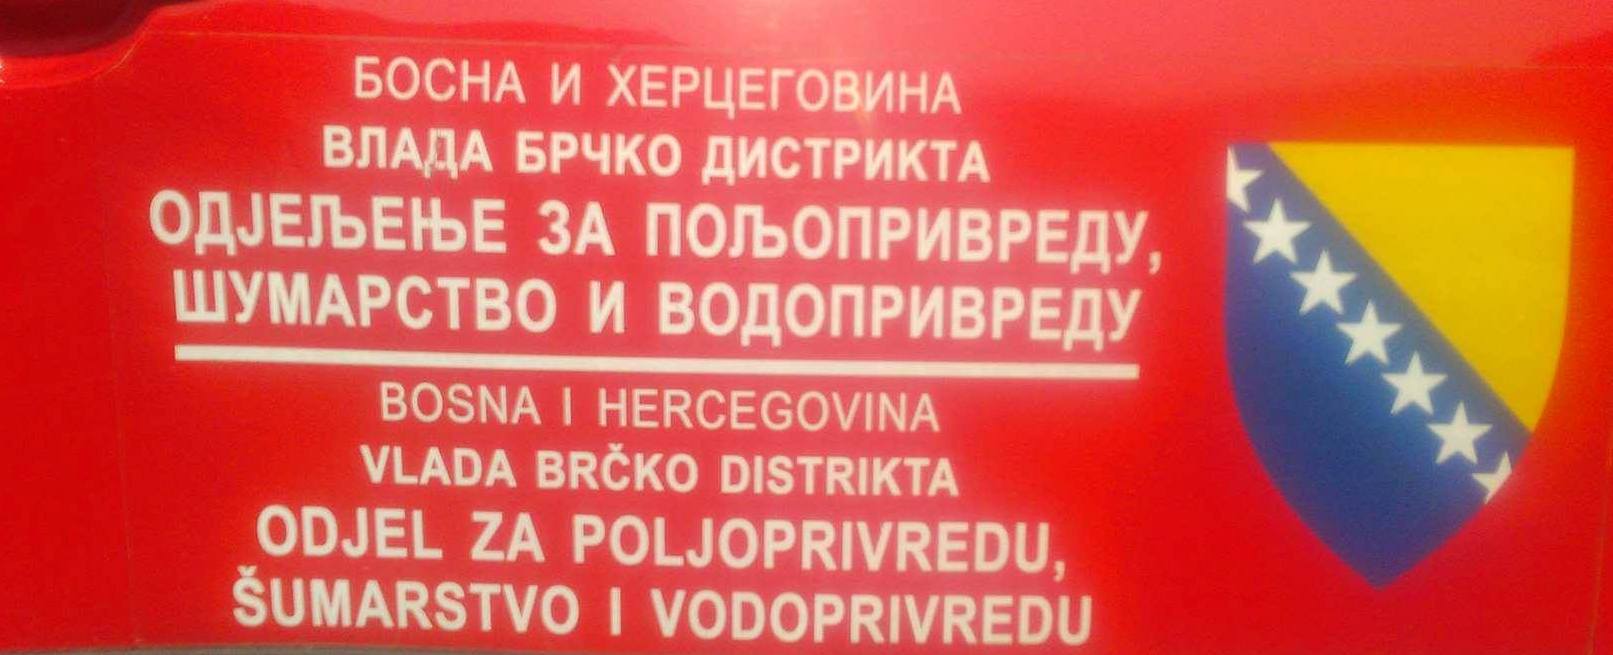 БОСНА И ХЕРЦЕГОВИНА
ВЛАДА БРЧКО ДИСТРИКТА
ОДЈЕЉЕЊЕ ЗА ПОЉОПРИВРЕДУ,
ШУМАРСТВО И ВОДОПРИВРЕДУ
BOSNA I HERCEGOVINA
VLADA BRČKO DISTRIKTA
ODJEL ZA POLJOPRIVREDU,
ŠUMARSTVO I VODOPRIVREDU